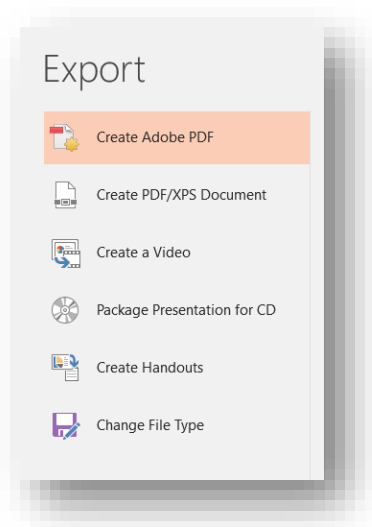 Export
Create Adobe PDF
Create PDF/XPS Document
Create a Video
Package Presentation for CD
Create Handouts
Change File Type